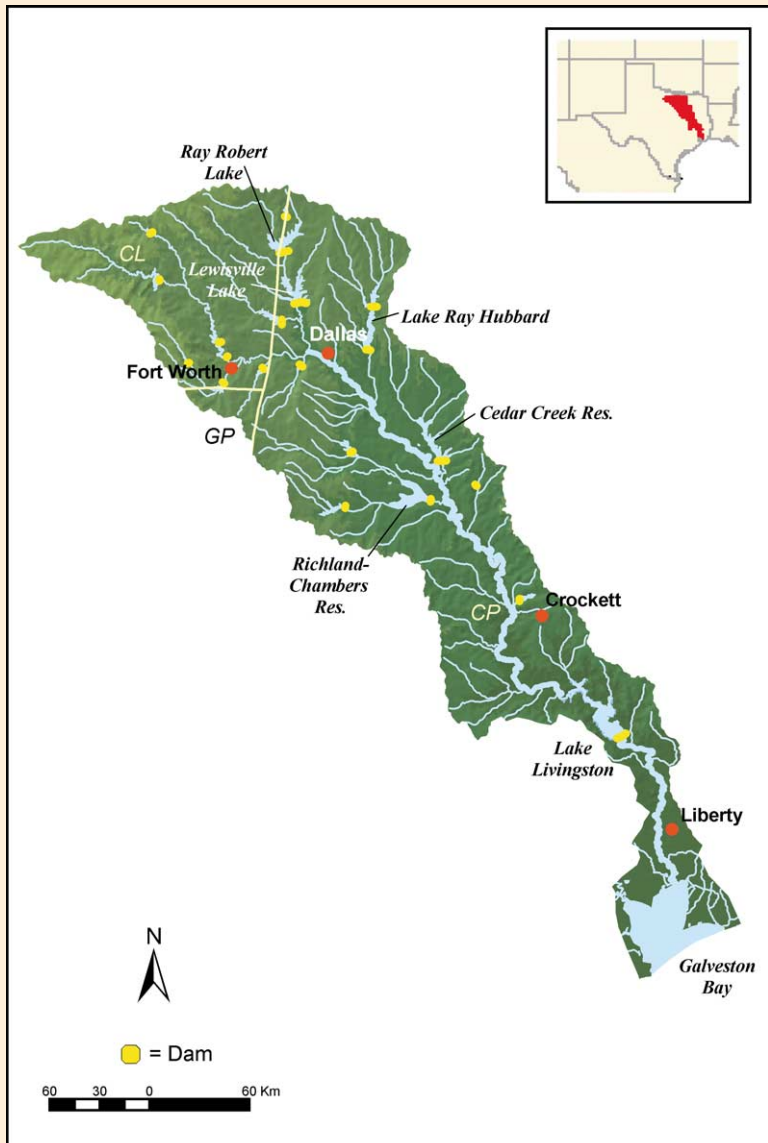 Ray Robert
Lake
CL
Lewisville
Lake
Lake Ray Hubbard
Dallas
Fort Worth
Cedar Creek Res.
GP
Richland-
Chambers
Res.
Crockett
CP
Lake
Livingston
Liberty
Galveston
Bay
N
= Dam
60 30 0 60 Km